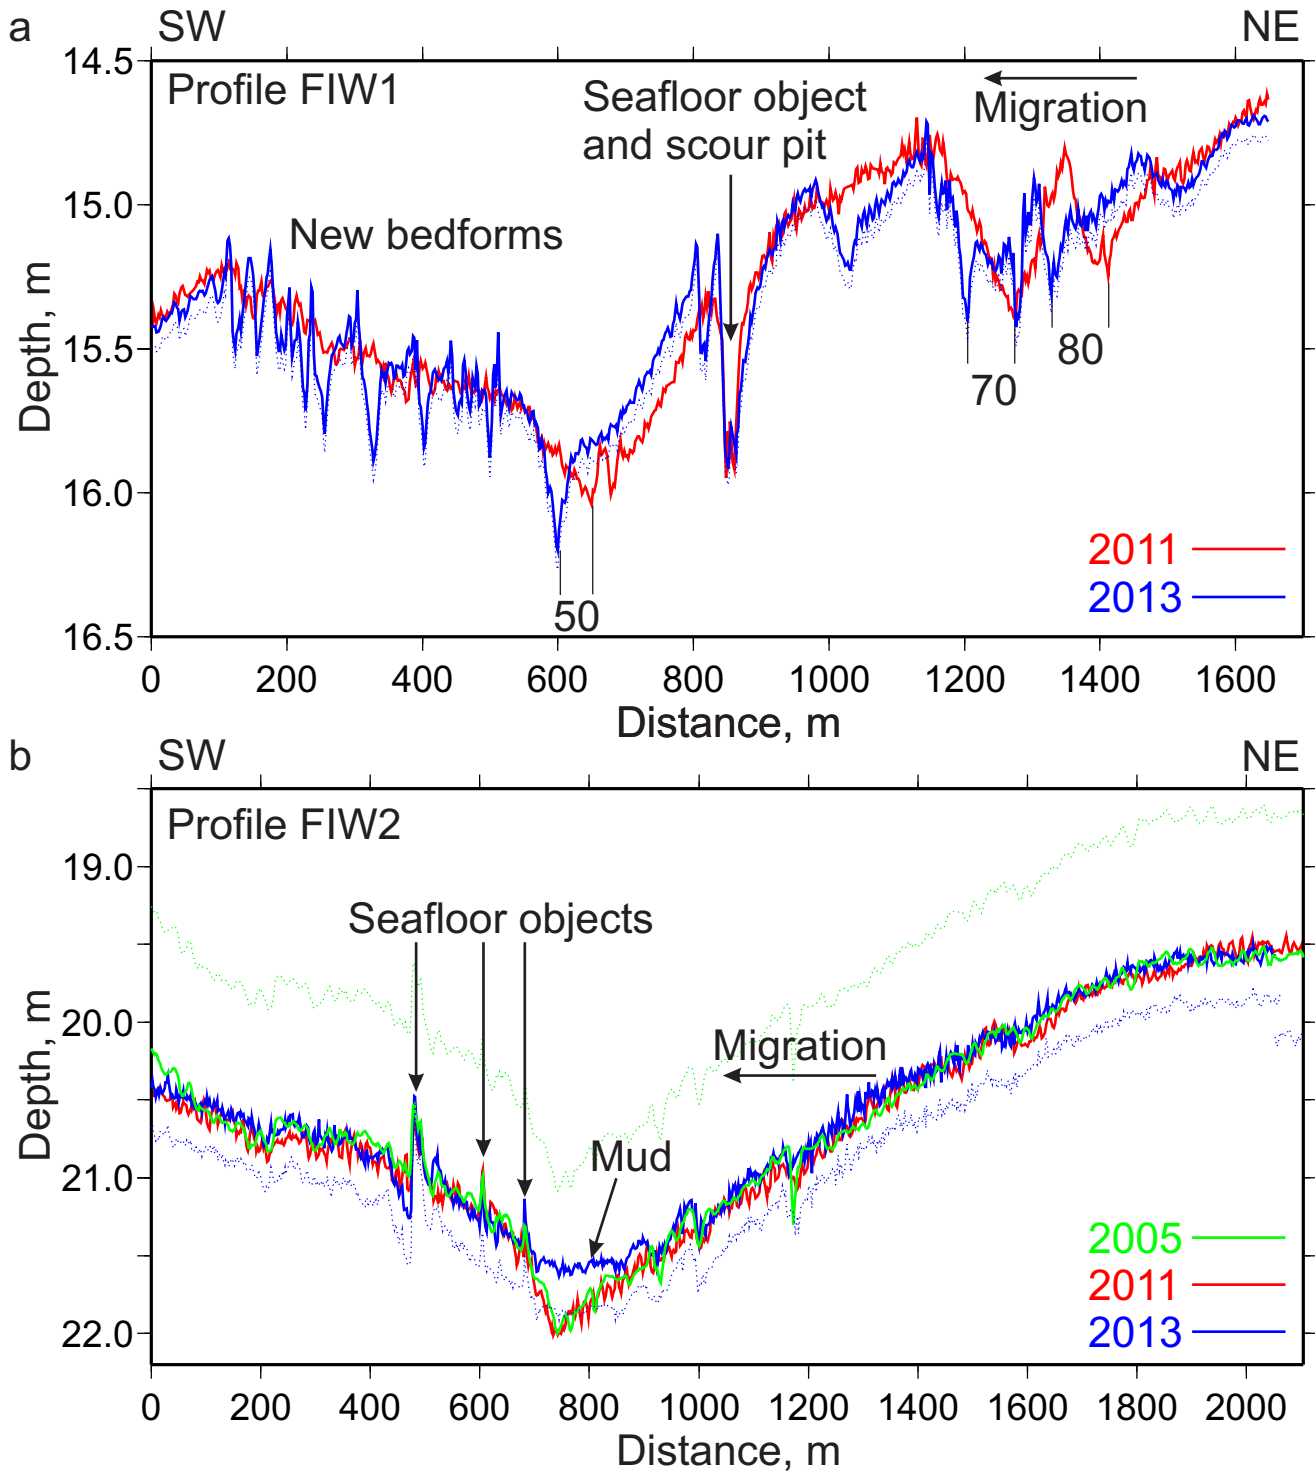 a
SW
NE
14.5
15.0
15.5
16.0
16.5
Depth, m
Profile FIW1
Seafloor object
and scour pit
Migration
New bedforms
80
70
50
2011
2013
0 200 400 600 800 1000 1200 1400 1600
Distance, m
b
SW
NE
19.0
20.0
21.0
22.0
Depth, m
Profile FIW2
Seafloor objects
Migration
Mud
2005
2011
2013
0 200 400 600 800 1000 1200 1400 1600 1800 2000
Distance, m